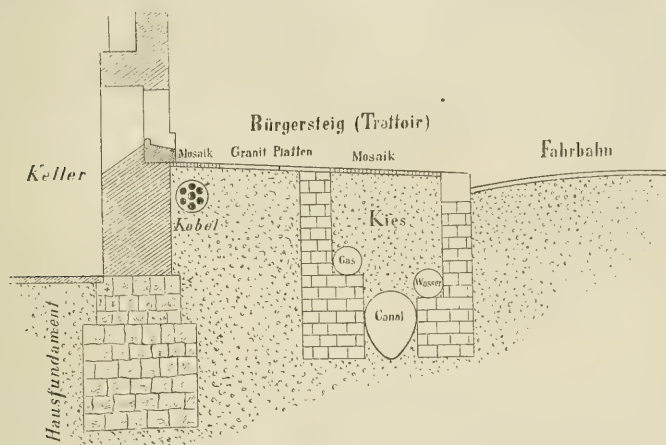 Bürgersteig (Trottoir)
Mosaik Granit Platten Mosaik
Fahrbahn
Keller
Kabel
Kies
Gas
Wasser
Canal
Hausfundament